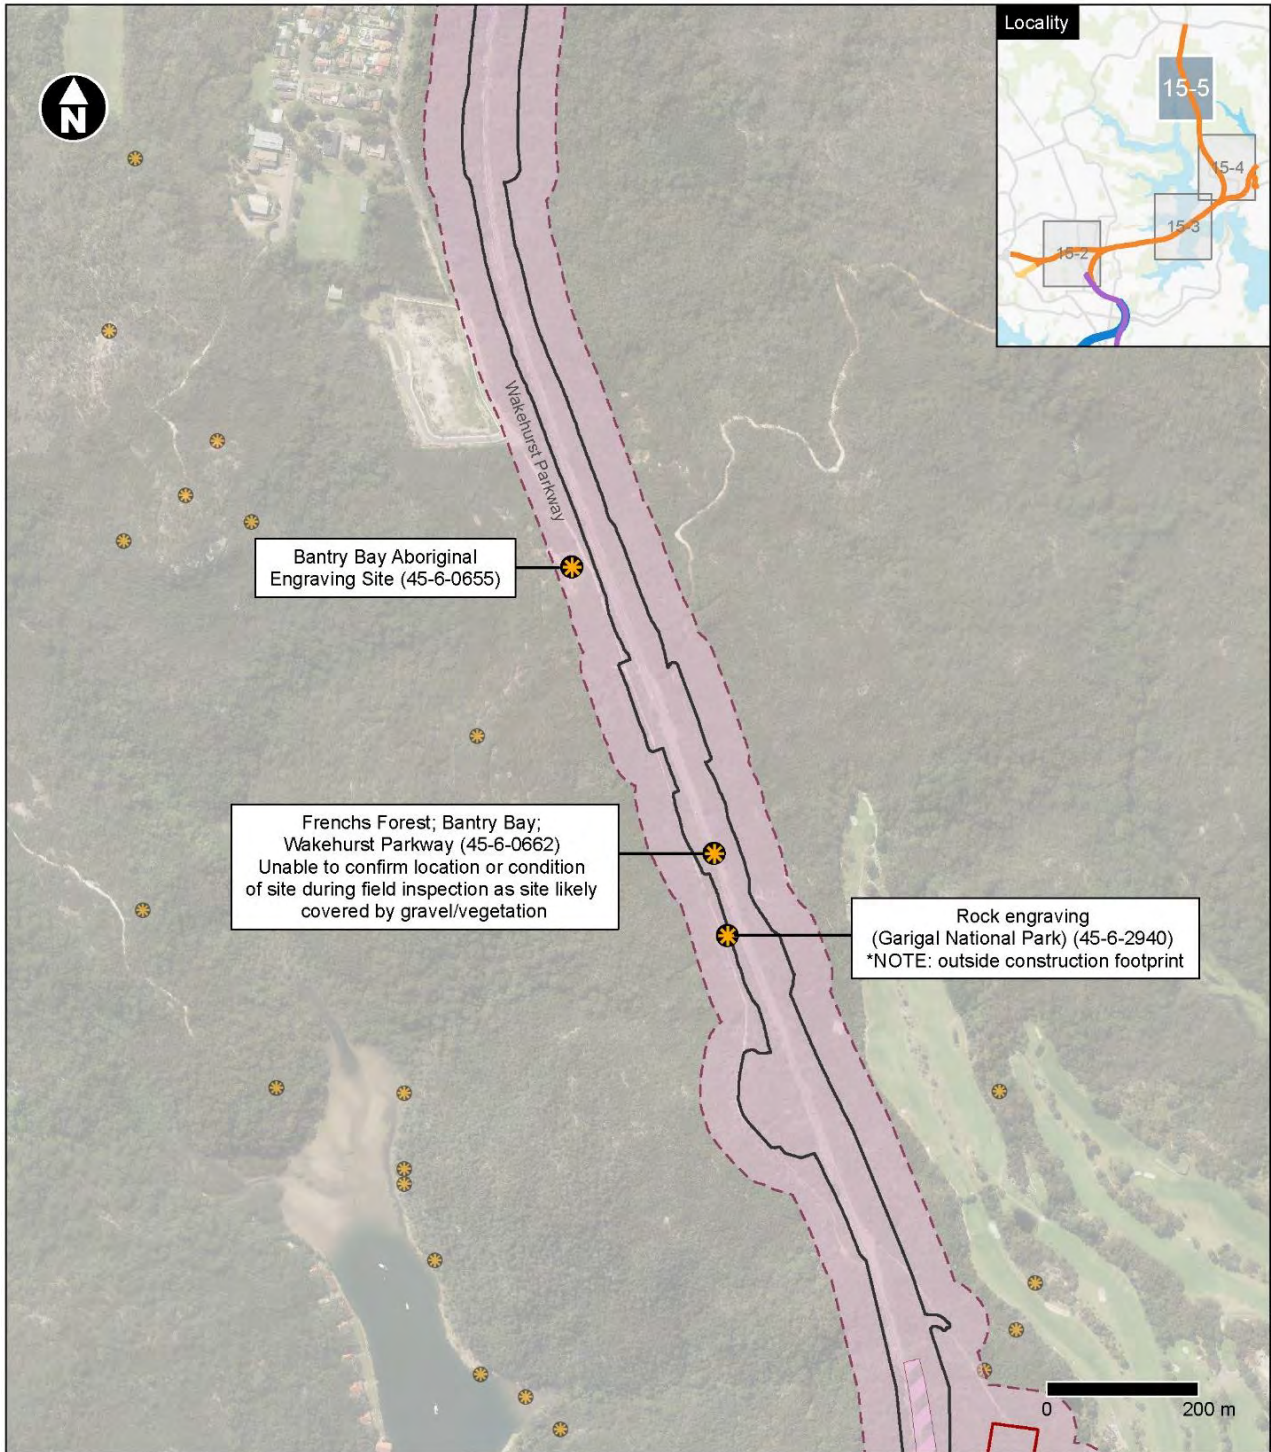 N
Locality
15-5
15-4
15-3
15-2
Wakehurst Parkway
Bantry Bay Aboriginal
Engraving Site (45-6-0655)
Frenchs Forest; Bantry Bay;
Wakehurst Parkway (45-6-0662)
Unable to confirm location or condition
of site during field inspection as site likely
covered by gravel/vegetation
Rock engraving
(Garigal National Park) (45-6-2940)
*NOTE: outside construction footprint
0 200 m